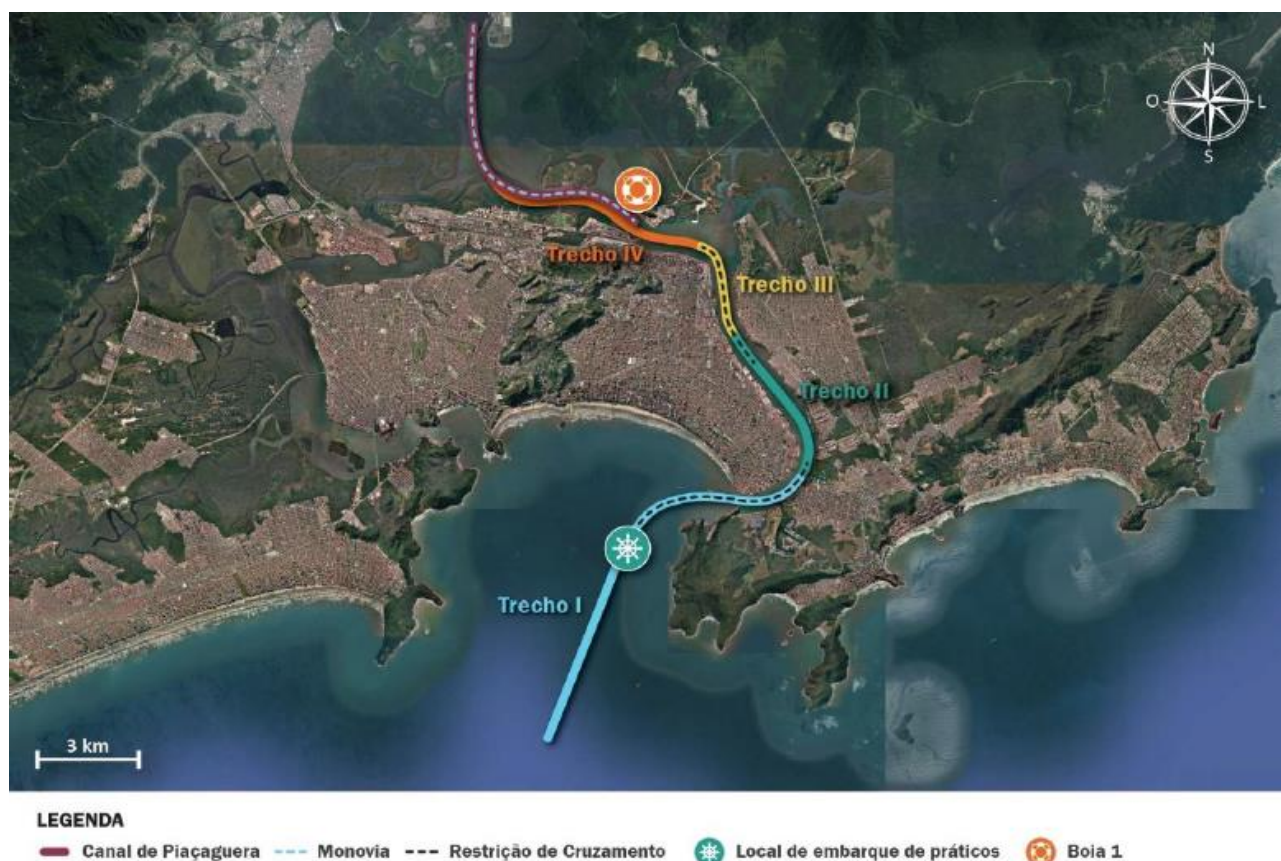 N
O L
S
Trecho IV
Trecho III
Trecho II
Trecho I
3 km
LEGENDA
Canal de Piaçaguera Monovia Restrição de Cruzamento Local de embarque de práticos Boia 1